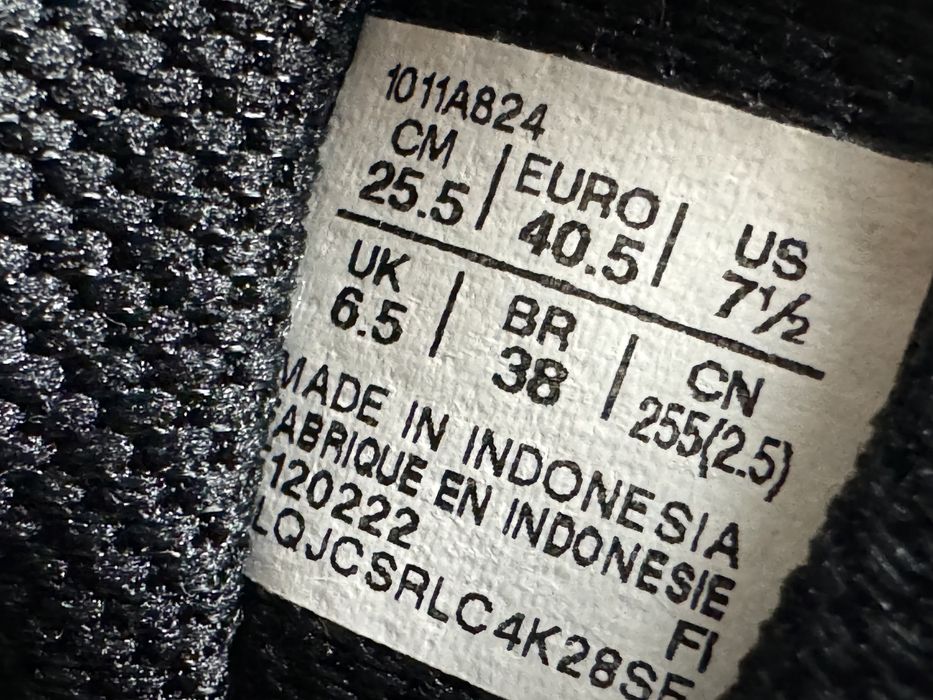 1011A824
CM | EURO | US
25.5 | 40.5 | 7½
UK | BR | CN
6.5 | 38 | 255(2.5)
MADE IN INDONESIA
FABRIQUE EN INDONESIE
120222 FI
LQJCSRLC4K28SF